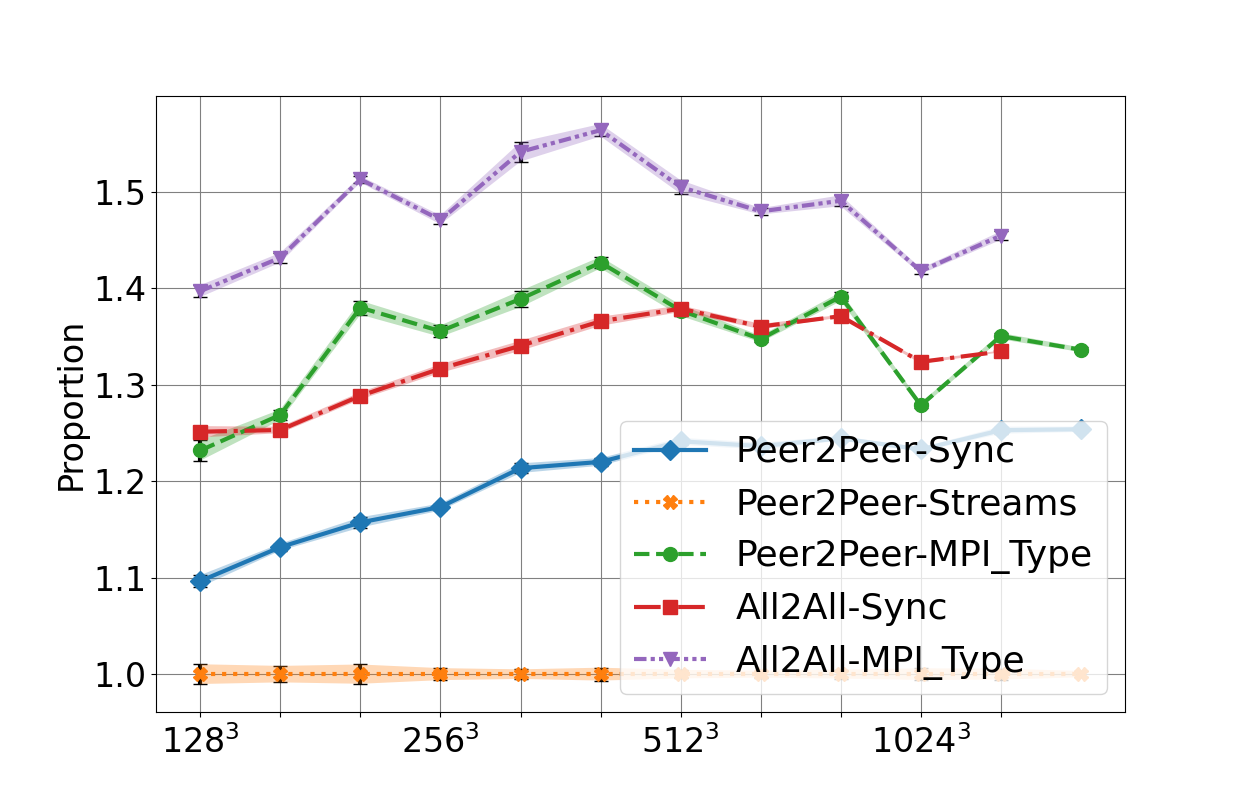 Proportion
1.5
1.4
1.3
1.2
1.1
1.0
128³
256³
512³
1024³
Peer2Peer-Sync
Peer2Peer-Streams
Peer2Peer-MPI_Type
All2All-Sync
All2All-MPI_Type